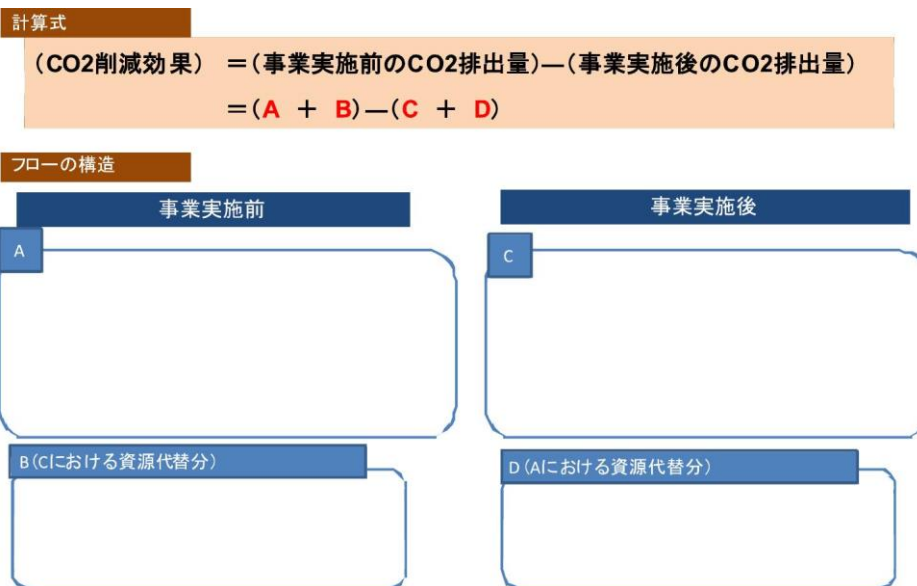 計算式
（CO2削減効果） ＝（事業実施前のCO2排出量）―（事業実施後のCO2排出量）
＝（A ＋ B）―（C ＋ D）
フローの構造
事業実施前
事業実施後
A
C
B（Cにおける資源代替分）
D（Aにおける資源代替分）